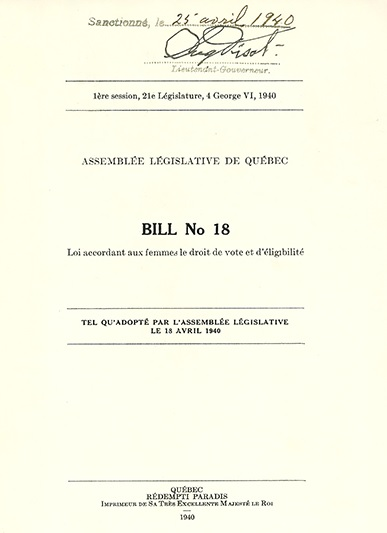 Sanctionné, le 25 avril 1940
Lieutenant-Gouverneur.
1ère session, 21e Législature, 4 George VI, 1940
ASSEMBLÉE LÉGISLATIVE DE QUÉBEC
BILL No 18
Loi accordant aux femmes le droit de vote et d'éligibilité
TEL QU'ADOPTÉ PAR L'ASSEMBLÉE LÉGISLATIVE
LE 18 AVRIL 1940
QUÉBEC
RÉDEMPTI PARADIS
IMPRIMEUR DE SA TRÈS EXCELLENTE MAJESTÉ LE ROI
1940